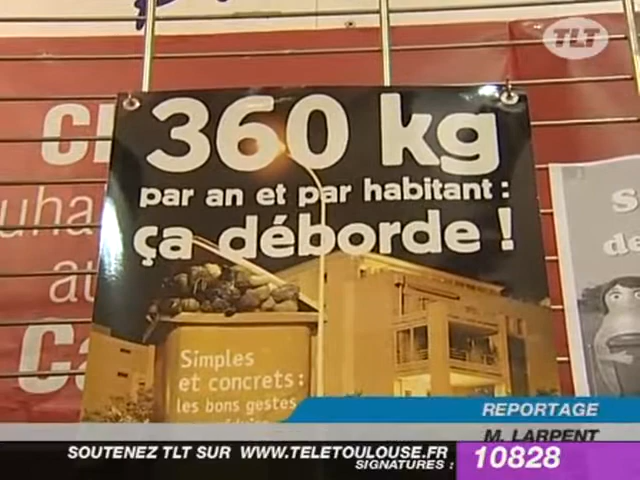 TLT
360 kg
par an et par habitant :
ça déborde !
Simples
et concrets :
les bons gestes
REPORTAGE
M. LARPENT
SOUTENEZ TLT SUR WWW.TELETOULOUSE.FR
SIGNATURES : 10828